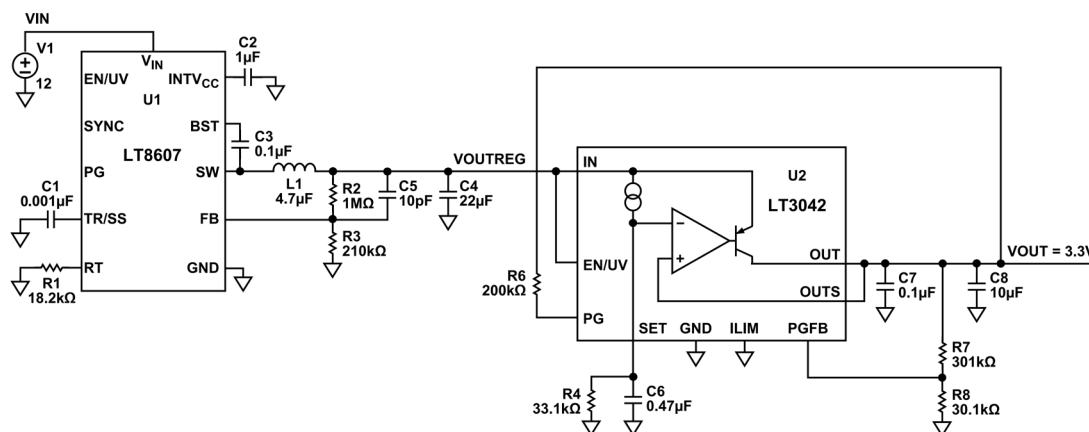 VIN
V1
12
VIN
EN/UV
INTVCC
U1
SYNC
BST
LT8607
PG
SW
TR/SS
FB
RT
GND
C2
1µF
C3
0.1µF
C1
0.001µF
R1
18.2kΩ
L1
4.7µF
R2
1MΩ
C5
10pF
C4
22µF
R3
210kΩ
VOUTREG
IN
U2
LT3042
−
+
OUT
OUTS
EN/UV
PG
SET
GND
ILIM
PGFB
R6
200kΩ
R4
33.1kΩ
C6
0.47µF
C7
0.1µF
C8
10µF
VOUT = 3.3V
R7
301kΩ
R8
30.1kΩ